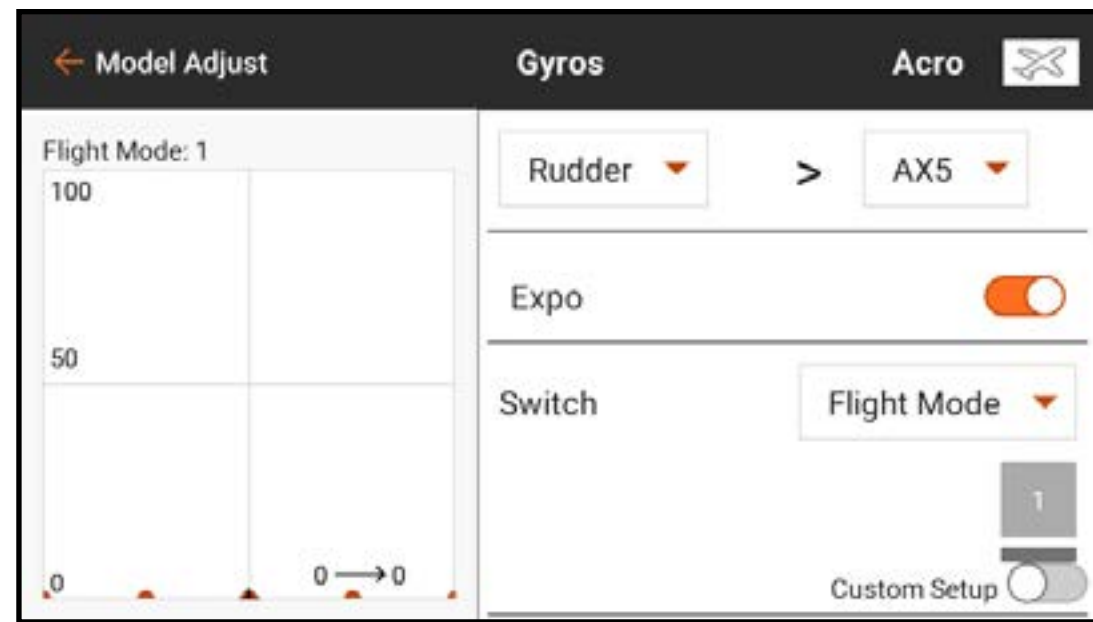 ← Model Adjust
Gyros
Acro
Flight Mode: 1
100
50
0
0 → 0
Rudder
>
AX5
Expo
Switch
Flight Mode
1
Custom Setup